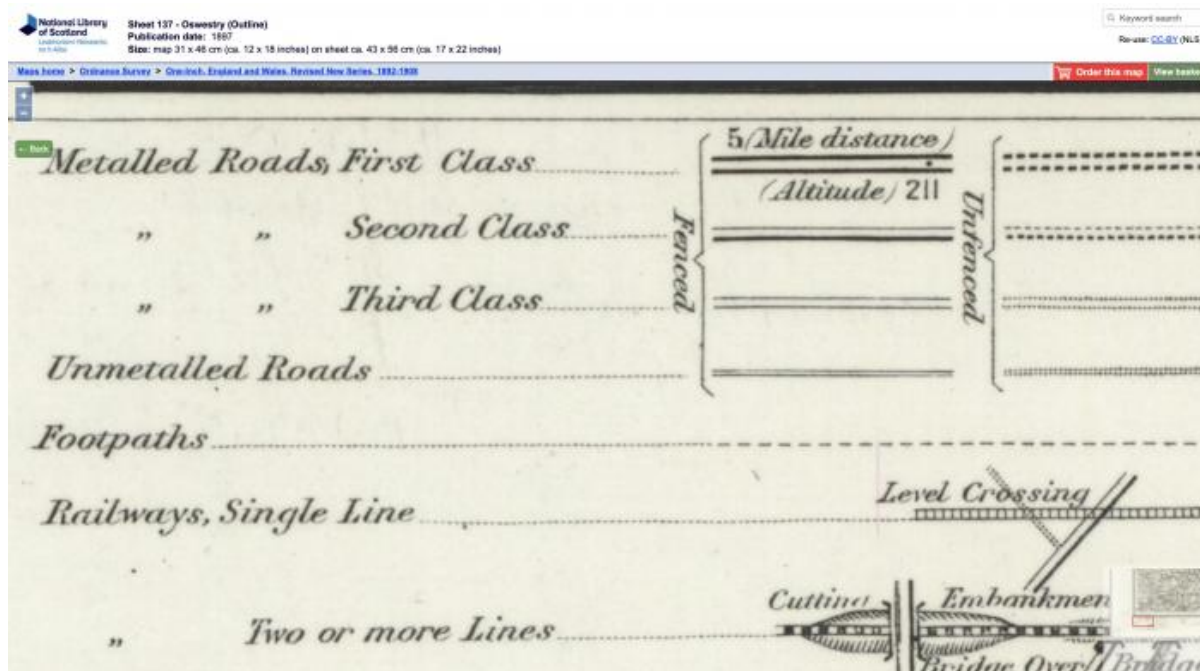 National Library
of Scotland
Sheet 137 - Oswestry (Outline)
Publication date: 1897
Size: map 31 x 46 cm (ca. 12 x 18 inches) on sheet ca. 43 x 56 cm (ca. 17 x 22 inches)
Keyword search
Re-use: CC-BY (NLS
Maps home > Ordnance Survey > One-Inch, England and Wales, Revised New Series, 1892-1908
Order this map
View baske
+
-
← Back
Metalled Roads, First Class
5 (Mile distance)
(Altitude) 211
„ „ Second Class
Fenced
Unfenced
„ „ Third Class
Unmetalled Roads
Footpaths
Railways, Single Line
Level Crossing
Cutting
Embankmen
„ Two or more Lines
Bridge Over